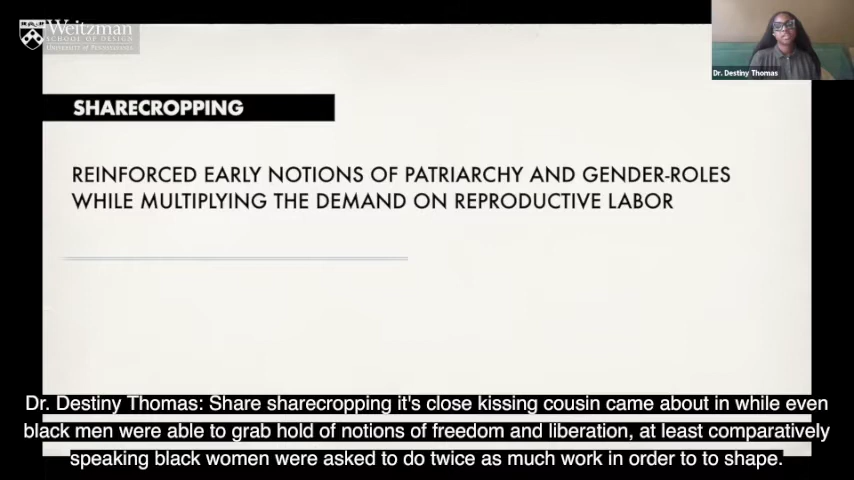 Weitzman
SCHOOL OF DESIGN
UNIVERSITY OF PENNSYLVANIA
Dr. Destiny Thomas
SHARECROPPING
REINFORCED EARLY NOTIONS OF PATRIARCHY AND GENDER-ROLES
WHILE MULTIPLYING THE DEMAND ON REPRODUCTIVE LABOR
Dr. Destiny Thomas: Share sharecropping it's close kissing cousin came about in while even
black men were able to grab hold of notions of freedom and liberation, at least comparatively
speaking black women were asked to do twice as much work in order to to shape.